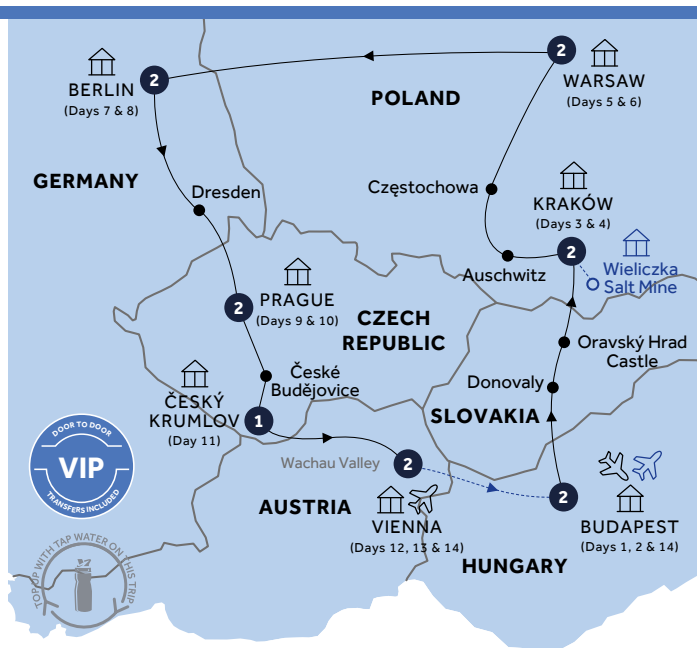 2
BERLIN
(Days 7 & 8)
2
WARSAW
(Days 5 & 6)
POLAND
GERMANY
Dresden
Częstochowa
KRAKÓW
(Days 3 & 4)
2
Auschwitz
Wieliczka
Salt Mine
2
PRAGUE
(Days 9 & 10)
CZECH
REPUBLIC
Oravský Hrad
Castle
České
Budějovice
Donovaly
ČESKÝ
KRUMLOV
(Day 11)
1
SLOVAKIA
DOOR TO DOOR
VIP
TRANSFERS INCLUDED
Wachau Valley
2
2
AUSTRIA
VIENNA
(Days 12, 13 & 14)
BUDAPEST
(Days 1, 2 & 14)
HUNGARY
TOP UP WITH TAP WATER ON THIS TRIP